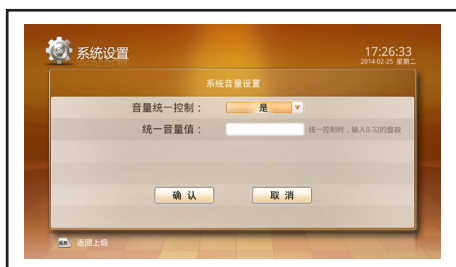 系统设置
17:26:33
2014-02-25 星期二
系统音量设置
音量统一控制： 是
统一音量值： 统一控制时，输入0-32的整数
确 认 取 消
返回 返回上级